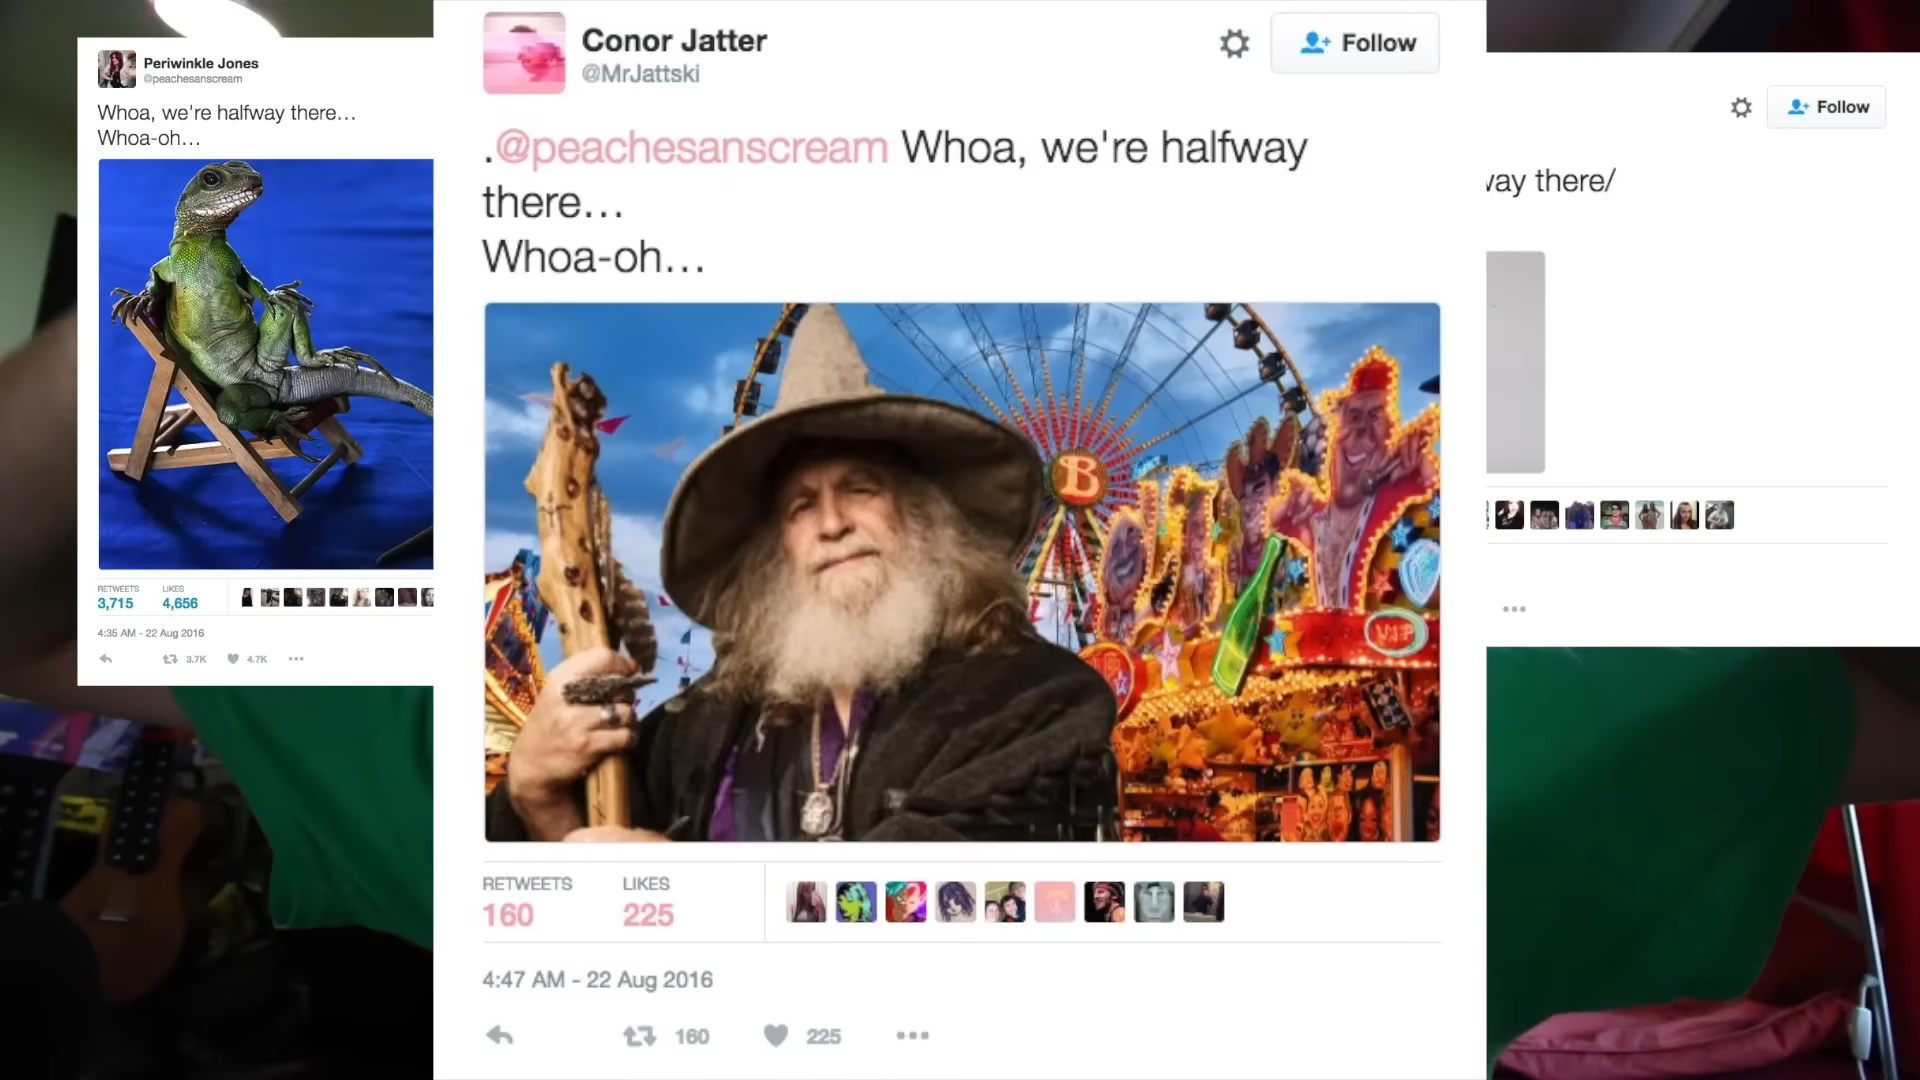 Periwinkle Jones
@peachesanscream
Whoa, we're halfway there...
Whoa-oh...
RETWEETS LIKES
3,715 4,656
4:35 AM - 22 Aug 2016
3.7K 4.7K
Conor Jatter
@MrJattski
Follow
.@peachesanscream Whoa, we're halfway
there...
Whoa-oh...
B
VIP
RETWEETS LIKES
160 225
4:47 AM - 22 Aug 2016
160 225
Follow
way there/